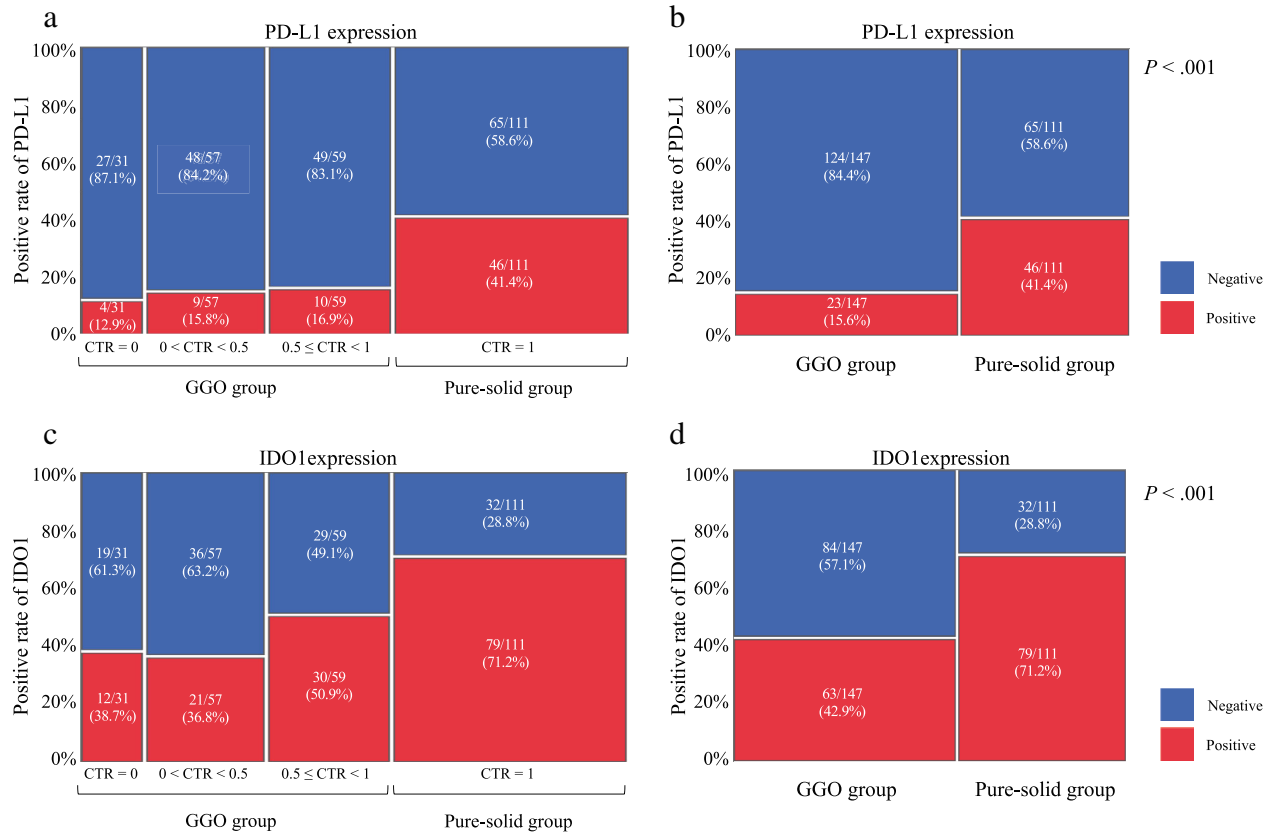 a
PD-L1 expression
Positive rate of PD-L1
100%
80%
60%
40%
20%
0%
27/31
(87.1%)
48/57
(84.2%)
49/59
(83.1%)
65/111
(58.6%)
4/31
(12.9%)
9/57
(15.8%)
10/59
(16.9%)
46/111
(41.4%)
CTR = 0
0 < CTR < 0.5
0.5 ≤ CTR < 1
CTR = 1
GGO group
Pure-solid group
b
PD-L1 expression
P < .001
Positive rate of PD-L1
100%
80%
60%
40%
20%
0%
124/147
(84.4%)
65/111
(58.6%)
23/147
(15.6%)
46/111
(41.4%)
Negative
Positive
GGO group
Pure-solid group
c
IDO1expression
Positive rate of IDO1
100%
80%
60%
40%
20%
0%
19/31
(61.3%)
36/57
(63.2%)
29/59
(49.1%)
32/111
(28.8%)
12/31
(38.7%)
21/57
(36.8%)
30/59
(50.9%)
79/111
(71.2%)
CTR = 0
0 < CTR < 0.5
0.5 ≤ CTR < 1
CTR = 1
GGO group
Pure-solid group
d
IDO1expression
P < .001
Positive rate of IDO1
100%
80%
60%
40%
20%
0%
84/147
(57.1%)
32/111
(28.8%)
63/147
(42.9%)
79/111
(71.2%)
Negative
Positive
GGO group
Pure-solid group